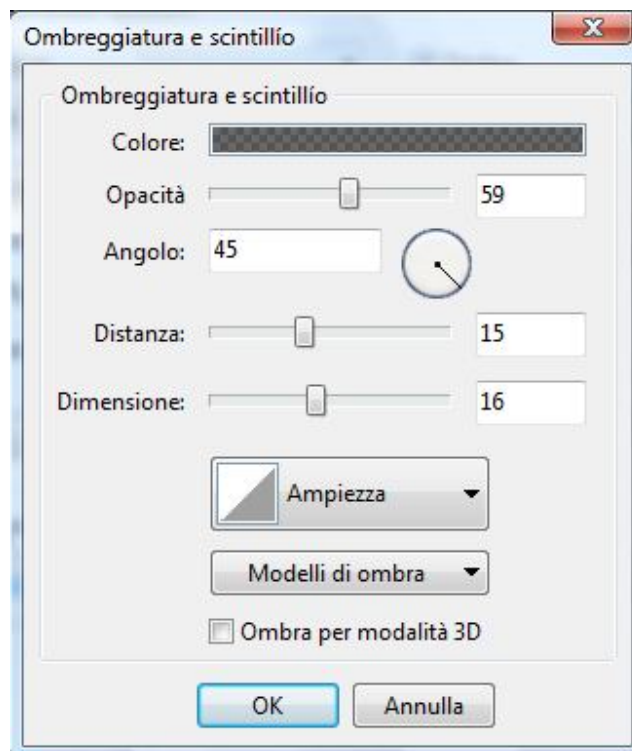 Ombreggiatura e scintillío
Ombreggiatura e scintillío
Colore:
Opacità 59
Angolo: 45
Distanza: 15
Dimensione: 16
Ampiezza
Modelli di ombra
Ombra per modalità 3D
OK Annulla